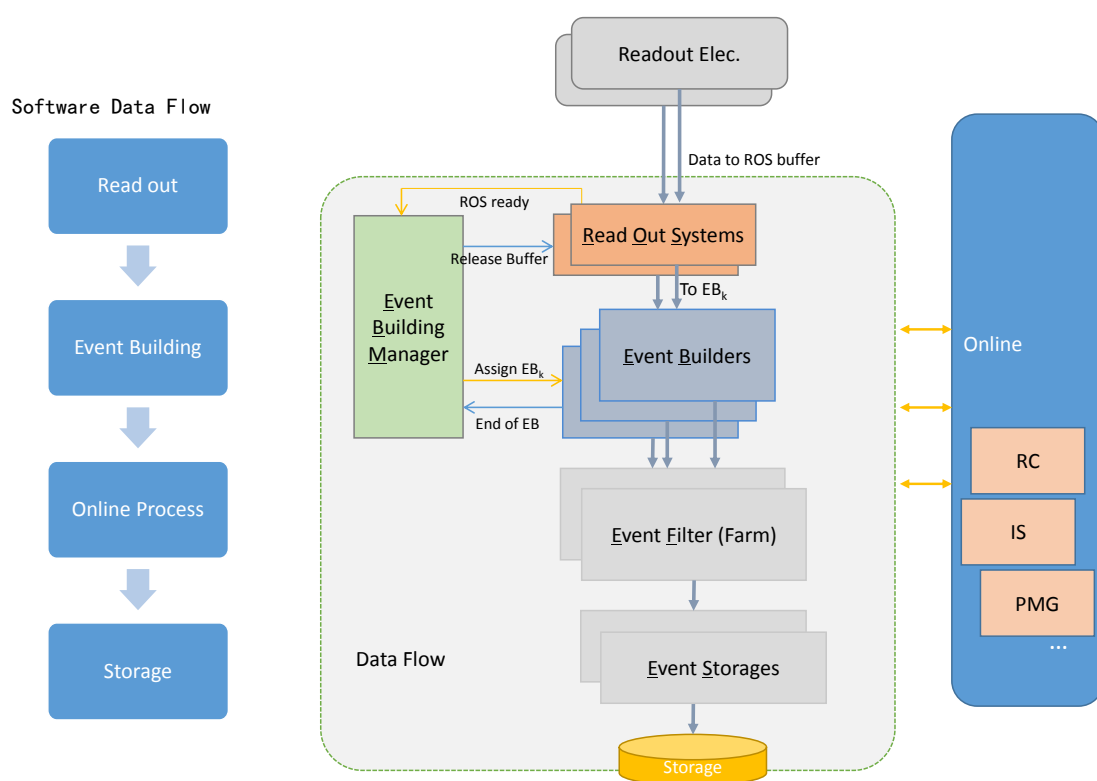 Software Data Flow
Read out
Event Building
Online Process
Storage
Readout Elec.
Data to ROS buffer
ROS ready
Read Out Systems
Release Buffer
To EBk
Event
Building
Manager
Event Builders
Assign EBk
End of EB
Event Filter (Farm)
Data Flow
Event Storages
Storage
Online
RC
IS
PMG
...